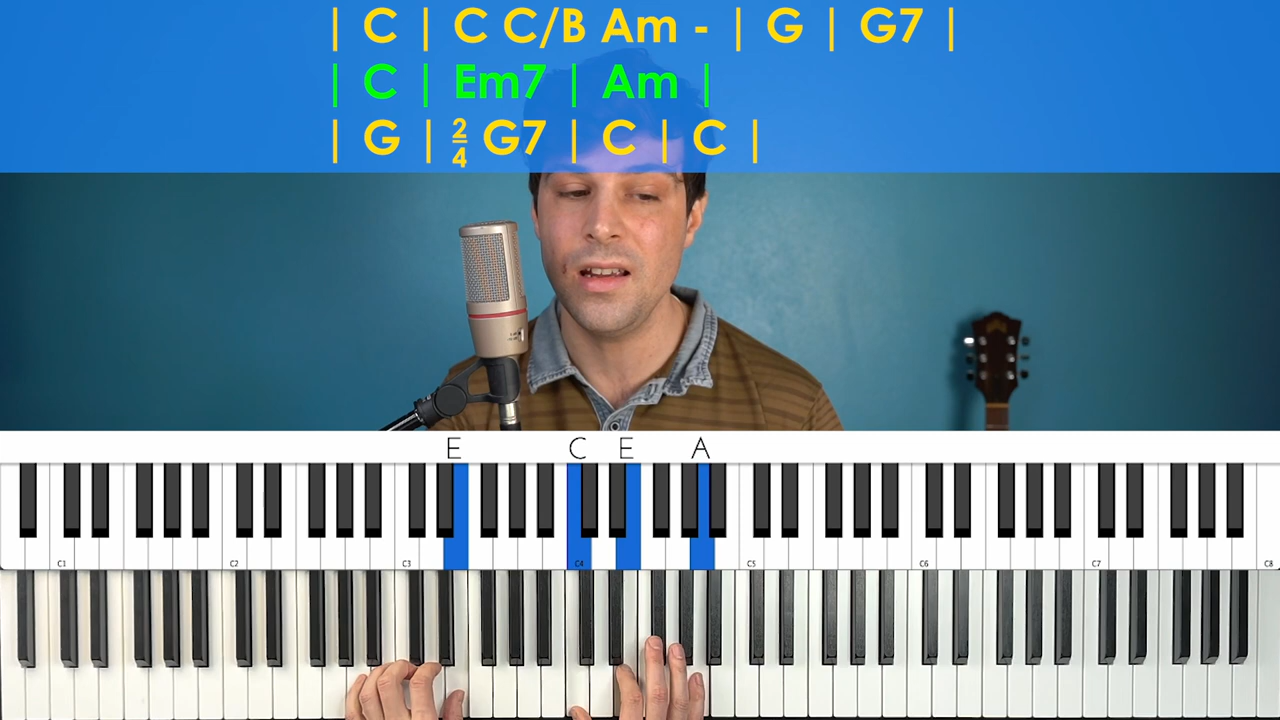 | C | C C/B Am - | G | G7 |
| C | Em7 | Am |
| G | 2/4 G7 | C | C |
E C E A
C1 C2 C3 C4 C5 C6 C7 C8